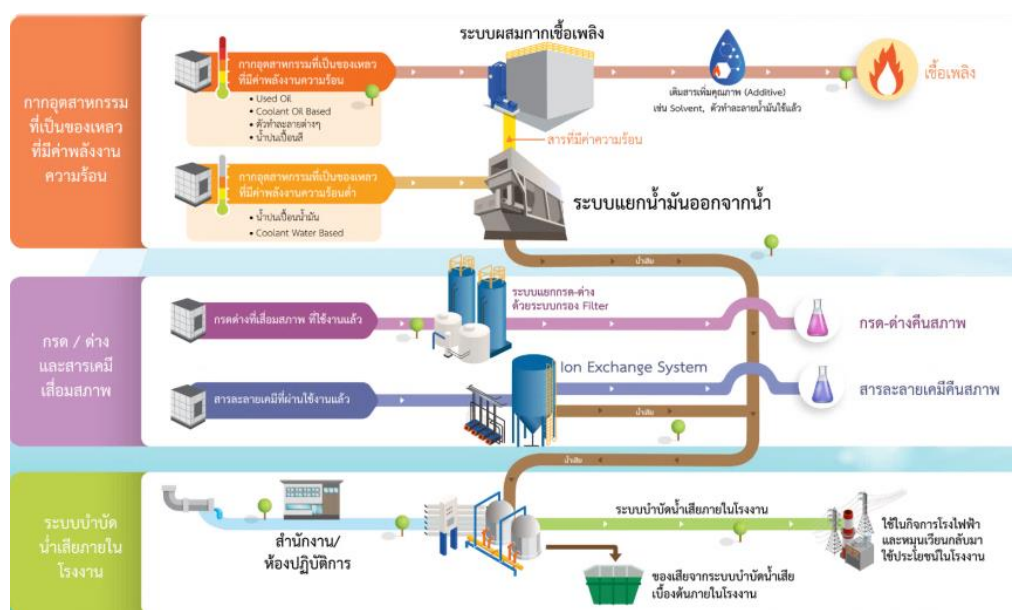 กากอุตสาหกรรม
ที่เป็นของเหลว
ที่มีค่าพลังงาน
ความร้อน
กากอุตสาหกรรมที่เป็นของเหลว
ที่มีค่าพลังงานความร้อน
• Used Oil
• Coolant Oil Based
• ตัวทำละลายต่างๆ
• น้ำปนเปื้อนสี
ระบบผสมกากเชื้อเพลิง
เติมสารเพิ่มคุณภาพ (Additive)
เช่น Solvent, ตัวทำละลายน้ำมันใช้แล้ว
เชื้อเพลิง
สารที่มีค่าความร้อน
กากอุตสาหกรรมที่เป็นของเหลว
ที่มีค่าพลังงานความร้อนต่ำ
• น้ำปนเปื้อนน้ำมัน
• Coolant Water Based
ระบบแยกน้ำมันออกจากน้ำ
น้ำเสีย
กรด / ด่าง
และสารเคมี
เสื่อมสภาพ
กรดด่างที่เสื่อมสภาพ ที่ใช้งานแล้ว
ระบบแยกกรด-ด่าง
ด้วยระบบกรอง Filter
กรด-ด่างคืนสภาพ
สารละลายเคมีที่ผ่านใช้งานแล้ว
Ion Exchange System
สารละลายเคมีคืนสภาพ
น้ำเสีย
น้ำเสีย
ระบบบำบัด
น้ำเสียภายใน
โรงงาน
สำนักงาน/
ห้องปฏิบัติการ
ระบบบำบัดน้ำเสียภายในโรงงาน
ใช้ในกิจการโรงไฟฟ้า
และหมุนเวียนกลับมา
ใช้ประโยชน์ในโรงงาน
ของเสียจากระบบบำบัดน้ำเสีย
เบื้องต้นภายในโรงงาน